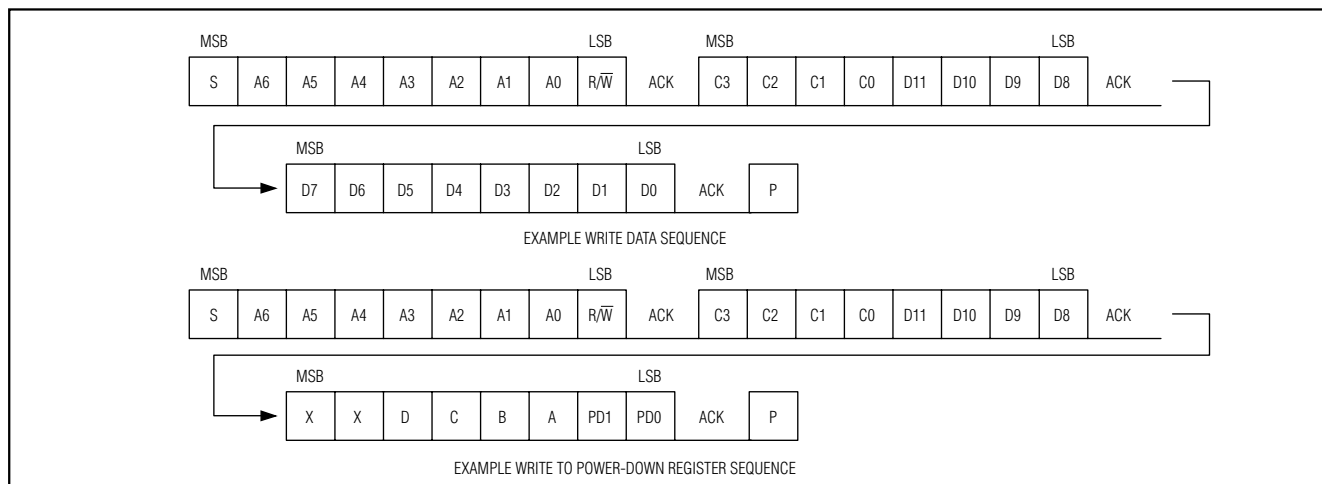 MSB LSB MSB LSB
S A6 A5 A4 A3 A2 A1 A0 R/W̅ ACK C3 C2 C1 C0 D11 D10 D9 D8 ACK
MSB LSB
D7 D6 D5 D4 D3 D2 D1 D0 ACK P
EXAMPLE WRITE DATA SEQUENCE
MSB LSB MSB LSB
S A6 A5 A4 A3 A2 A1 A0 R/W̅ ACK C3 C2 C1 C0 D11 D10 D9 D8 ACK
MSB LSB
X X D C B A PD1 PD0 ACK P
EXAMPLE WRITE TO POWER-DOWN REGISTER SEQUENCE